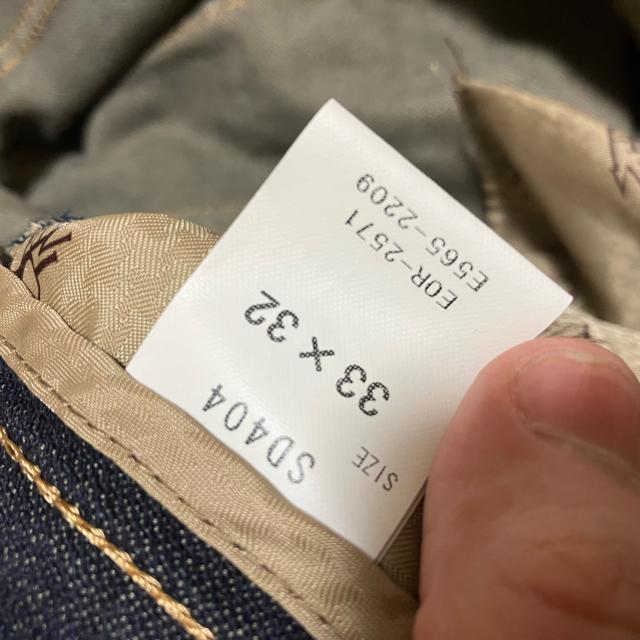 SD404
SIZE
33 × 32
EOR-2571
E565-2209